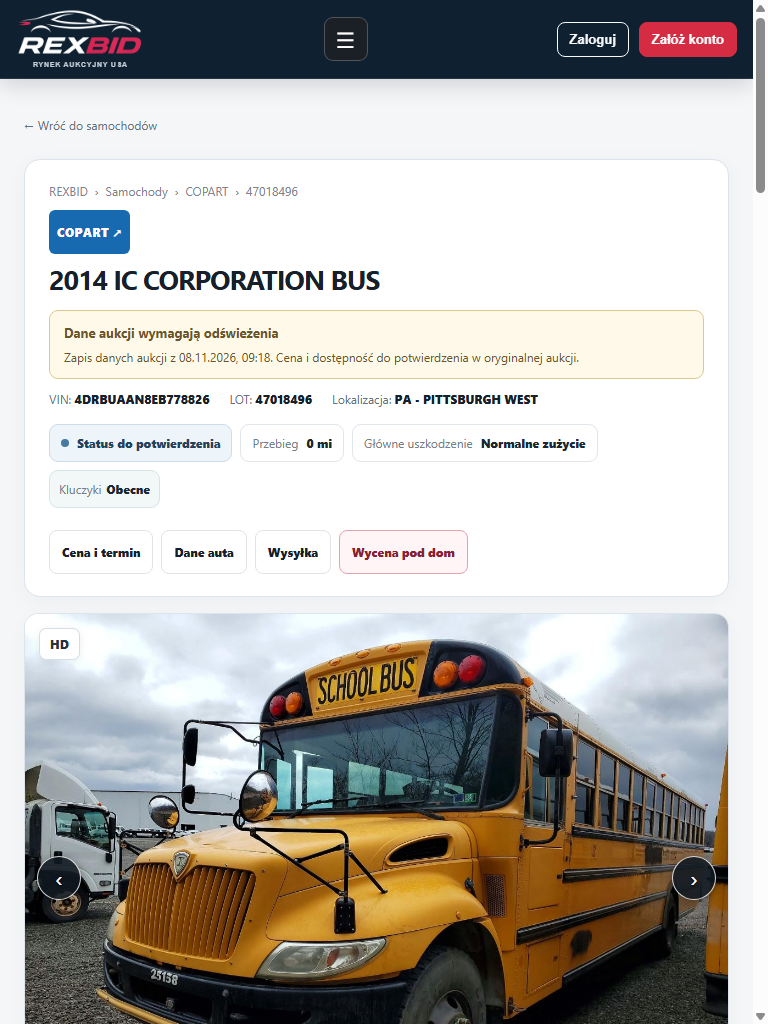 REXBID
RYNEK AUKCYJNY USA
☰
Zaloguj
Załóż konto
← Wróć do samochodów
REXBID › Samochody › COPART › 47018496
COPART ↗
2014 IC CORPORATION BUS
Dane aukcji wymagają odświeżenia
Zapis danych aukcji z 08.11.2026, 09:18. Cena i dostępność do potwierdzenia w oryginalnej aukcji.
VIN: 4DRBUAAN8EB778826 LOT: 47018496 Lokalizacja: PA - PITTSBURGH WEST
Status do potwierdzenia
Przebieg 0 mi
Główne uszkodzenie Normalne zużycie
Kluczyki Obecne
Cena i termin
Dane auta
Wysyłka
Wycena pod dom
HD
SCHOOL BUS
‹
›
25158